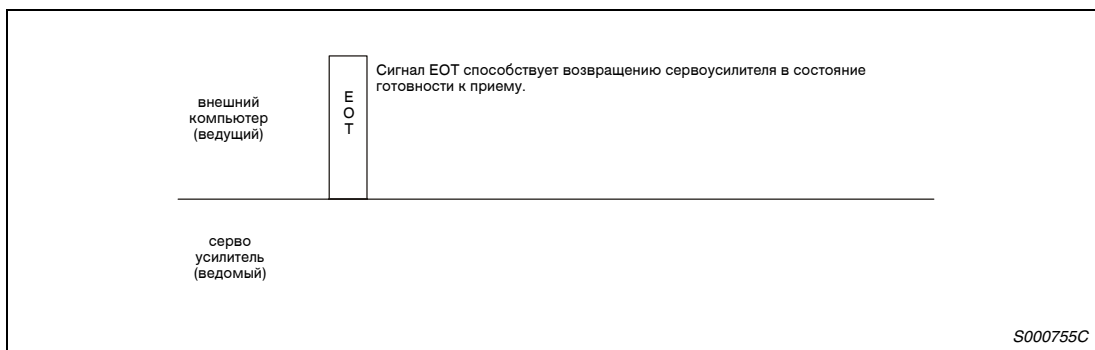 Сигнал EOT способствует возвращению сервоусилителя в состояние
готовности к приему.
внешний
компьютер
(ведущий)
E
O
T
серво
усилитель
(ведомый)
S000755C